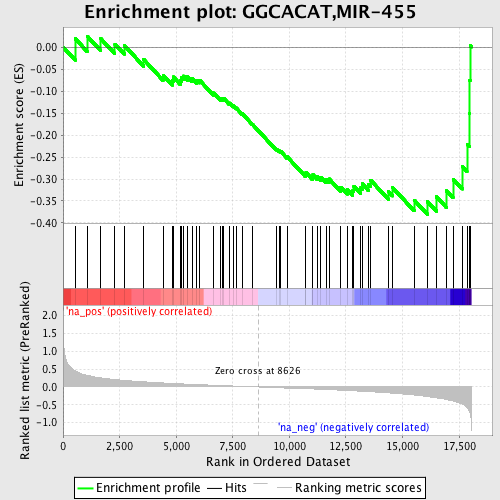 Enrichment plot: GGCACAT,MIR-455
Enrichment score (ES)
0.00
-0.05
-0.10
-0.15
-0.20
-0.25
-0.30
-0.35
-0.40
'na_pos' (positively correlated)
Ranked list metric (PreRanked)
2.0
1.5
1.0
0.5
0.0
-0.5
-1.0
Zero cross at 8626
'na_neg' (negatively correlated)
0
2,500
5,000
7,500
10,000
12,500
15,000
17,500
Rank in Ordered Dataset
Enrichment profile
Hits
Ranking metric scores